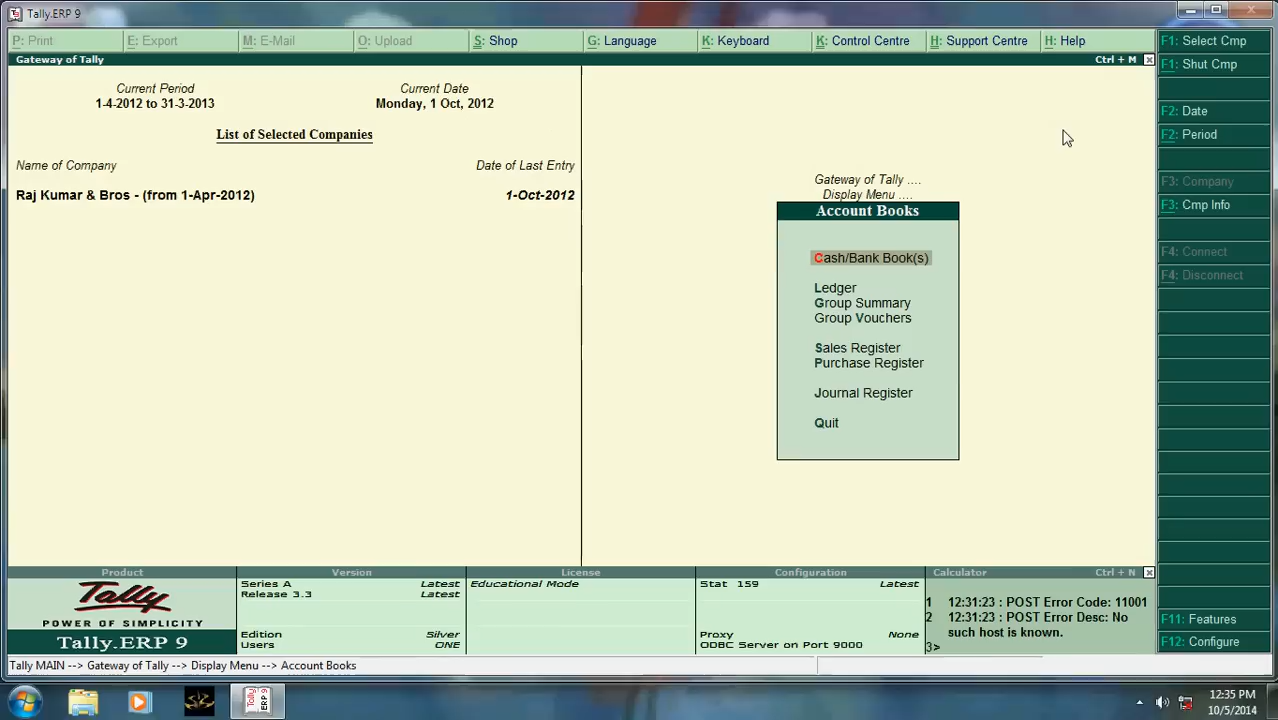 Tally.ERP 9
P: Print
E: Export
M: E-Mail
O: Upload
S: Shop
G: Language
K: Keyboard
K: Control Centre
H: Support Centre
H: Help
F1: Select Cmp
Gateway of Tally
Ctrl + M
F1: Shut Cmp
Current Period
Current Date
1-4-2012 to 31-3-2013
Monday, 1 Oct, 2012
F2: Date
List of Selected Companies
F2: Period
Name of Company
Date of Last Entry
Raj Kumar & Bros - (from 1-Apr-2012)
1-Oct-2012
Gateway of Tally ....
Display Menu ....
Account Books
Cash/Bank Book(s)
Ledger
Group Summary
Group Vouchers
Sales Register
Purchase Register
Journal Register
Quit
F3: Company
F3: Cmp Info
F4: Connect
F4: Disconnect
Product
Version
License
Configuration
Calculator
Ctrl + N
Tally
POWER OF SIMPLICITY
Tally.ERP 9
Series A
Latest
Release 3.3
Latest
Edition
Silver
Users
ONE
Educational Mode
Stat 159
Latest
Proxy
None
ODBC Server on Port 9000
1 12:31:23 : POST Error Code: 11001
2 12:31:23 : POST Error Desc: No
such host is known.
3>
F11: Features
F12: Configure
Tally MAIN --> Gateway of Tally --> Display Menu --> Account Books
Tally
ERP 9
12:35 PM
10/5/2014